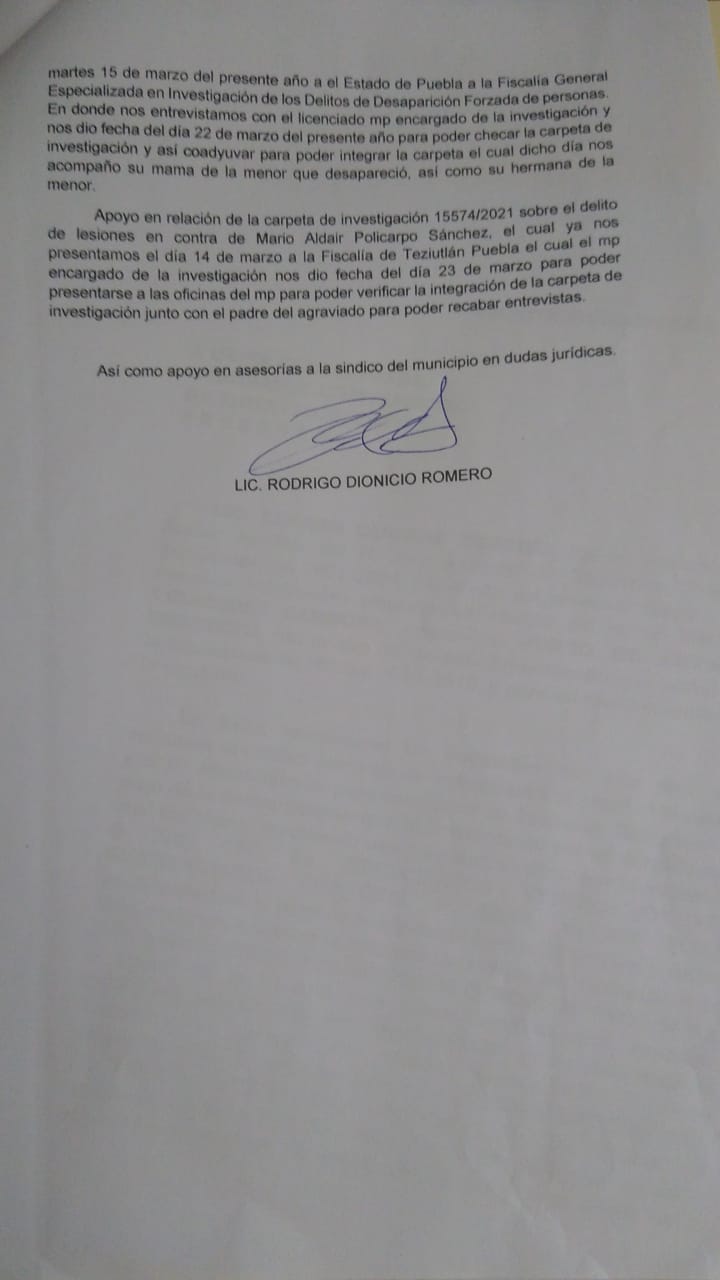 martes 15 de marzo del presente año a el Estado de Puebla a la Fiscalía General
Especializada en Investigación de los Delitos de Desaparición Forzada de personas.
En donde nos entrevistamos con el licenciado mp encargado de la investigación y
nos dio fecha del día 22 de marzo del presente año para poder checar la carpeta de
investigación y así coadyuvar para poder integrar la carpeta el cual dicho día nos
acompaño su mama de la menor que desapareció, así como su hermana de la
menor.
Apoyo en relación de la carpeta de investigación 15574/2021 sobre el delito
de lesiones en contra de Mario Aldair Policarpo Sánchez, el cual ya nos
presentamos el día 14 de marzo a la Fiscalía de Teziutlán Puebla el cual el mp
encargado de la investigación nos dio fecha del día 23 de marzo para poder
presentarse a las oficinas del mp para poder verificar la integración de la carpeta de
investigación junto con el padre del agraviado para poder recabar entrevistas.
Así como apoyo en asesorías a la sindico del municipio en dudas jurídicas.
LIC. RODRIGO DIONICIO ROMERO